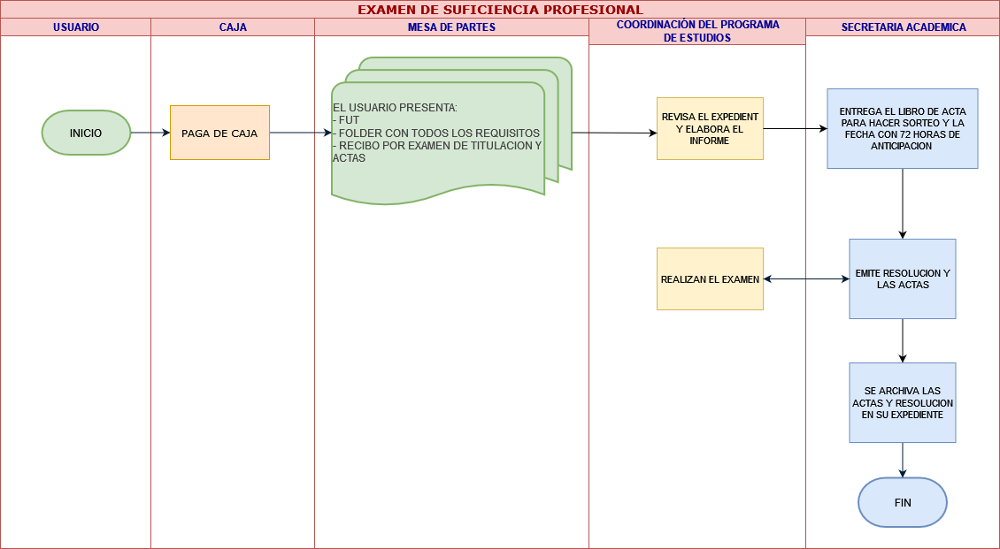 EXAMEN DE SUFICIENCIA PROFESIONAL
USUARIO
CAJA
MESA DE PARTES
COORDINACIÓN DEL PROGRAMA
DE ESTUDIOS
SECRETARIA ACADEMICA
INICIO
PAGA DE CAJA
EL USUARIO PRESENTA:
- FUT
- FOLDER CON TODOS LOS REQUISITOS
- RECIBO POR EXAMEN DE TITULACION Y
ACTAS
REVISA EL EXPEDIENT
Y ELABORA EL
INFORME
ENTREGA EL LIBRO DE ACTA
PARA HACER SORTEO Y LA
FECHA CON 72 HORAS DE
ANTICIPACION
REALIZAN EL EXAMEN
EMITE RESOLUCION Y
LAS ACTAS
SE ARCHIVA LAS
ACTAS Y RESOLUCION
EN SU EXPEDIENTE
FIN